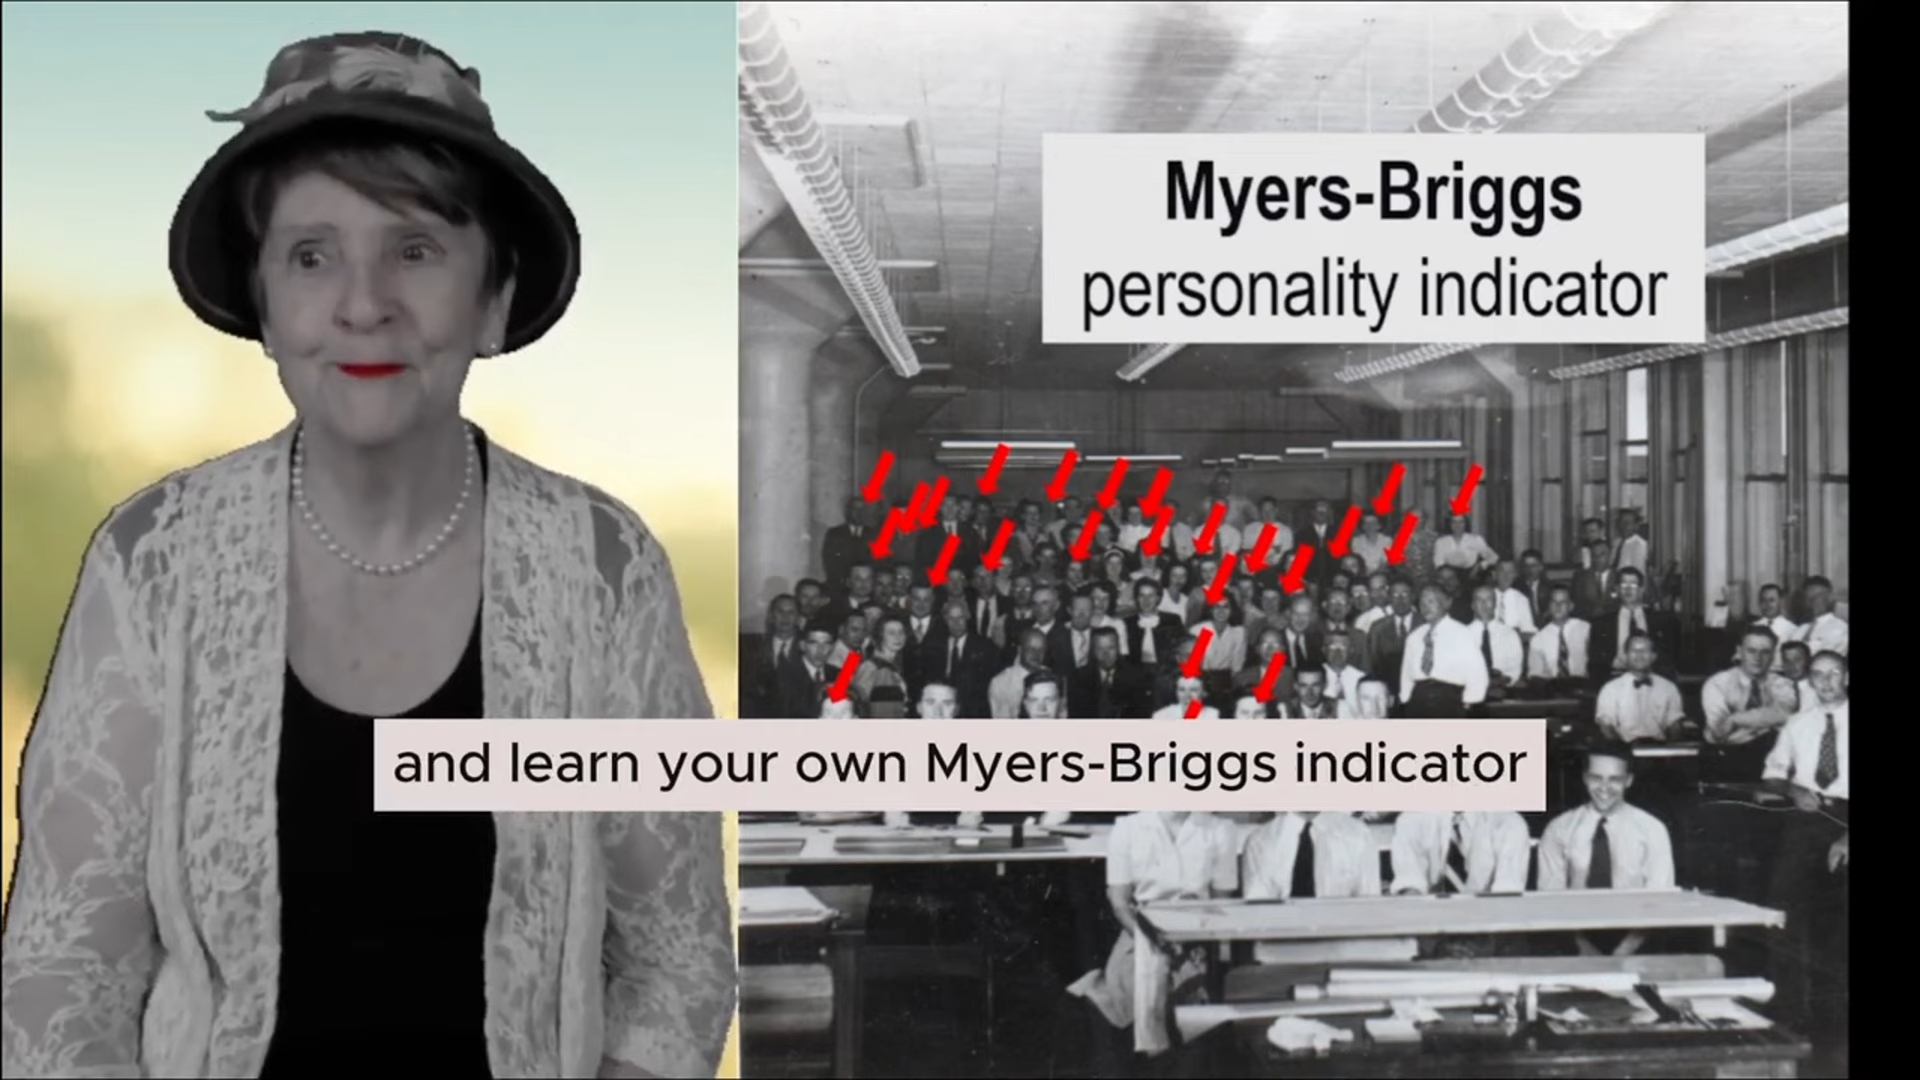 Myers-Briggs
personality indicator
and learn your own Myers-Briggs indicator